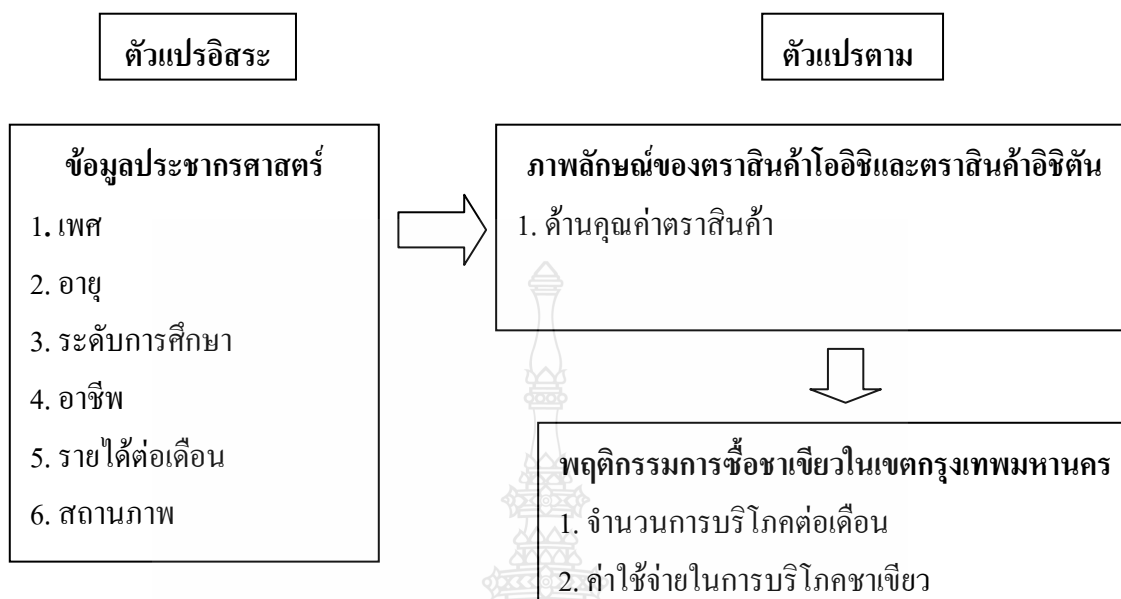 ตัวแปรอิสระ
ตัวแปรตาม
ข้อมูลประชากรศาสตร์
1. เพศ
2. อายุ
3. ระดับการศึกษา
4. อาชีพ
5. รายได้ต่อเดือน
6. สถานภาพ
ภาพลักษณ์ของตราสินค้าโออิชิและตราสินค้าอิชิตัน
1. ด้านคุณค่าตราสินค้า
พฤติกรรมการซื้อชาเขียวในเขตกรุงเทพมหานคร
1. จำนวนการบริโภคต่อเดือน
2. ค่าใช้จ่ายในการบริโภคชาเขียว